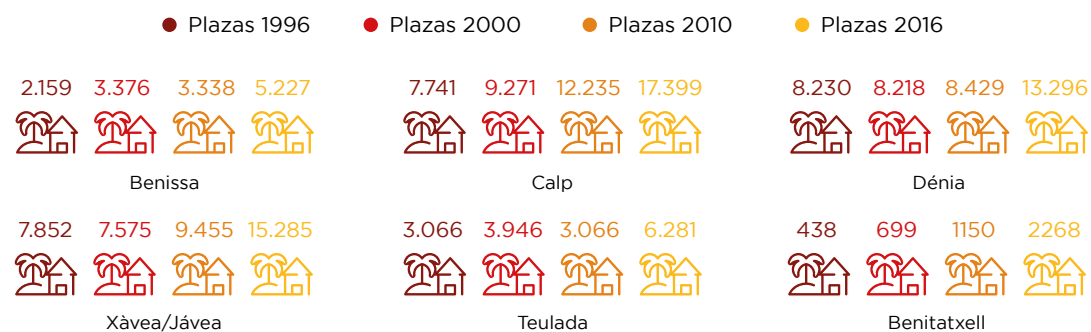 Plazas 1996 Plazas 2000 Plazas 2010 Plazas 2016
2.159 3.376 3.338 5.227 7.741 9.271 12.235 17.399 8.230 8.218 8.429 13.296
Benissa Calp Dénia
7.852 7.575 9.455 15.285 3.066 3.946 3.066 6.281 438 699 1150 2268
Xàvea/Jávea Teulada Benitatxell